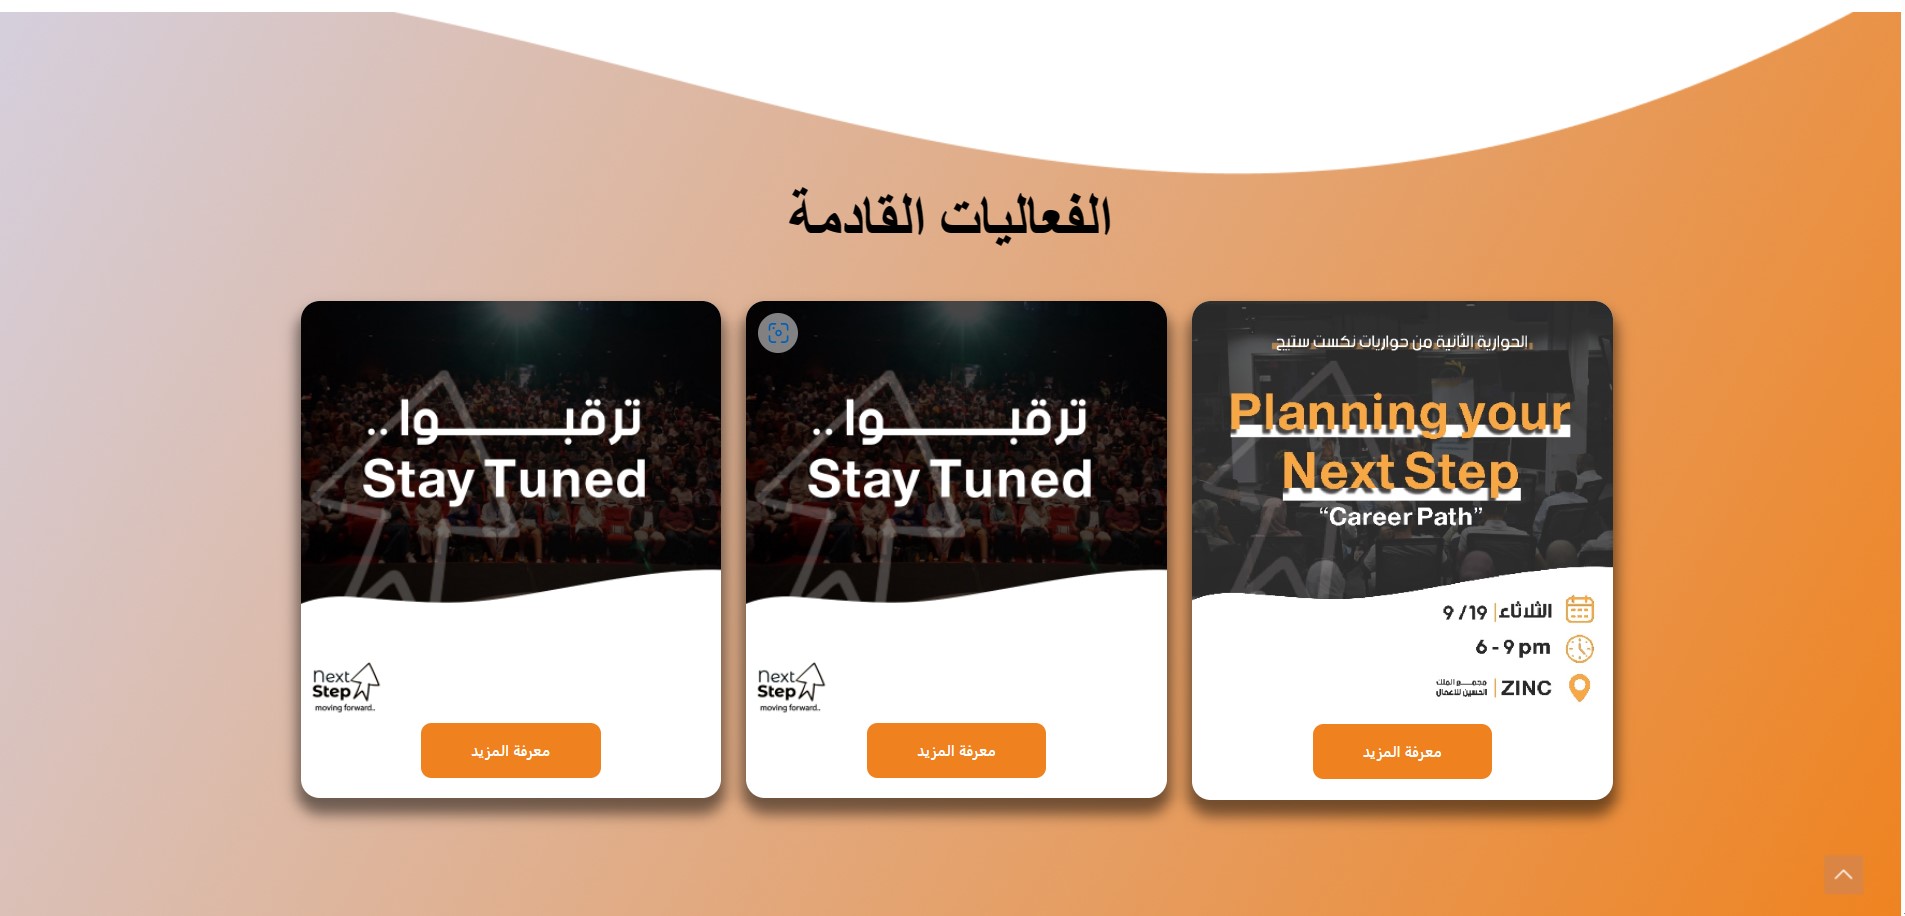 الفعاليات القادمة
الحوارية الثانية من حواريات نكست ستيج
Planning your
Next Step
“Career Path”
الثلاثاء | 9 / 19
6 - 9 pm
ZINC | مجمع الملك
الحسين للأعمال
معرفة المزيد
ترقبـــــوا ..
Stay Tuned
next
Step
moving forward..
معرفة المزيد
ترقبـــــوا ..
Stay Tuned
next
Step
moving forward..
معرفة المزيد